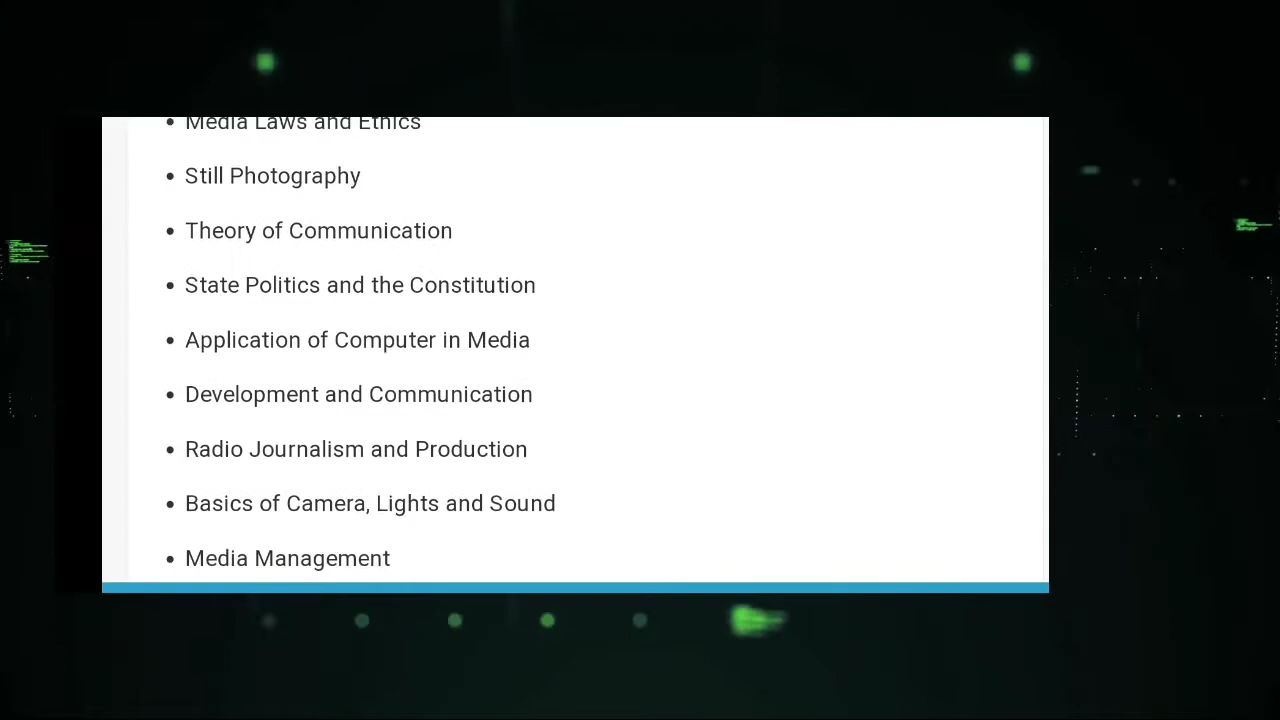 • Media Laws and Ethics
• Still Photography
• Theory of Communication
• State Politics and the Constitution
• Application of Computer in Media
• Development and Communication
• Radio Journalism and Production
• Basics of Camera, Lights and Sound
• Media Management